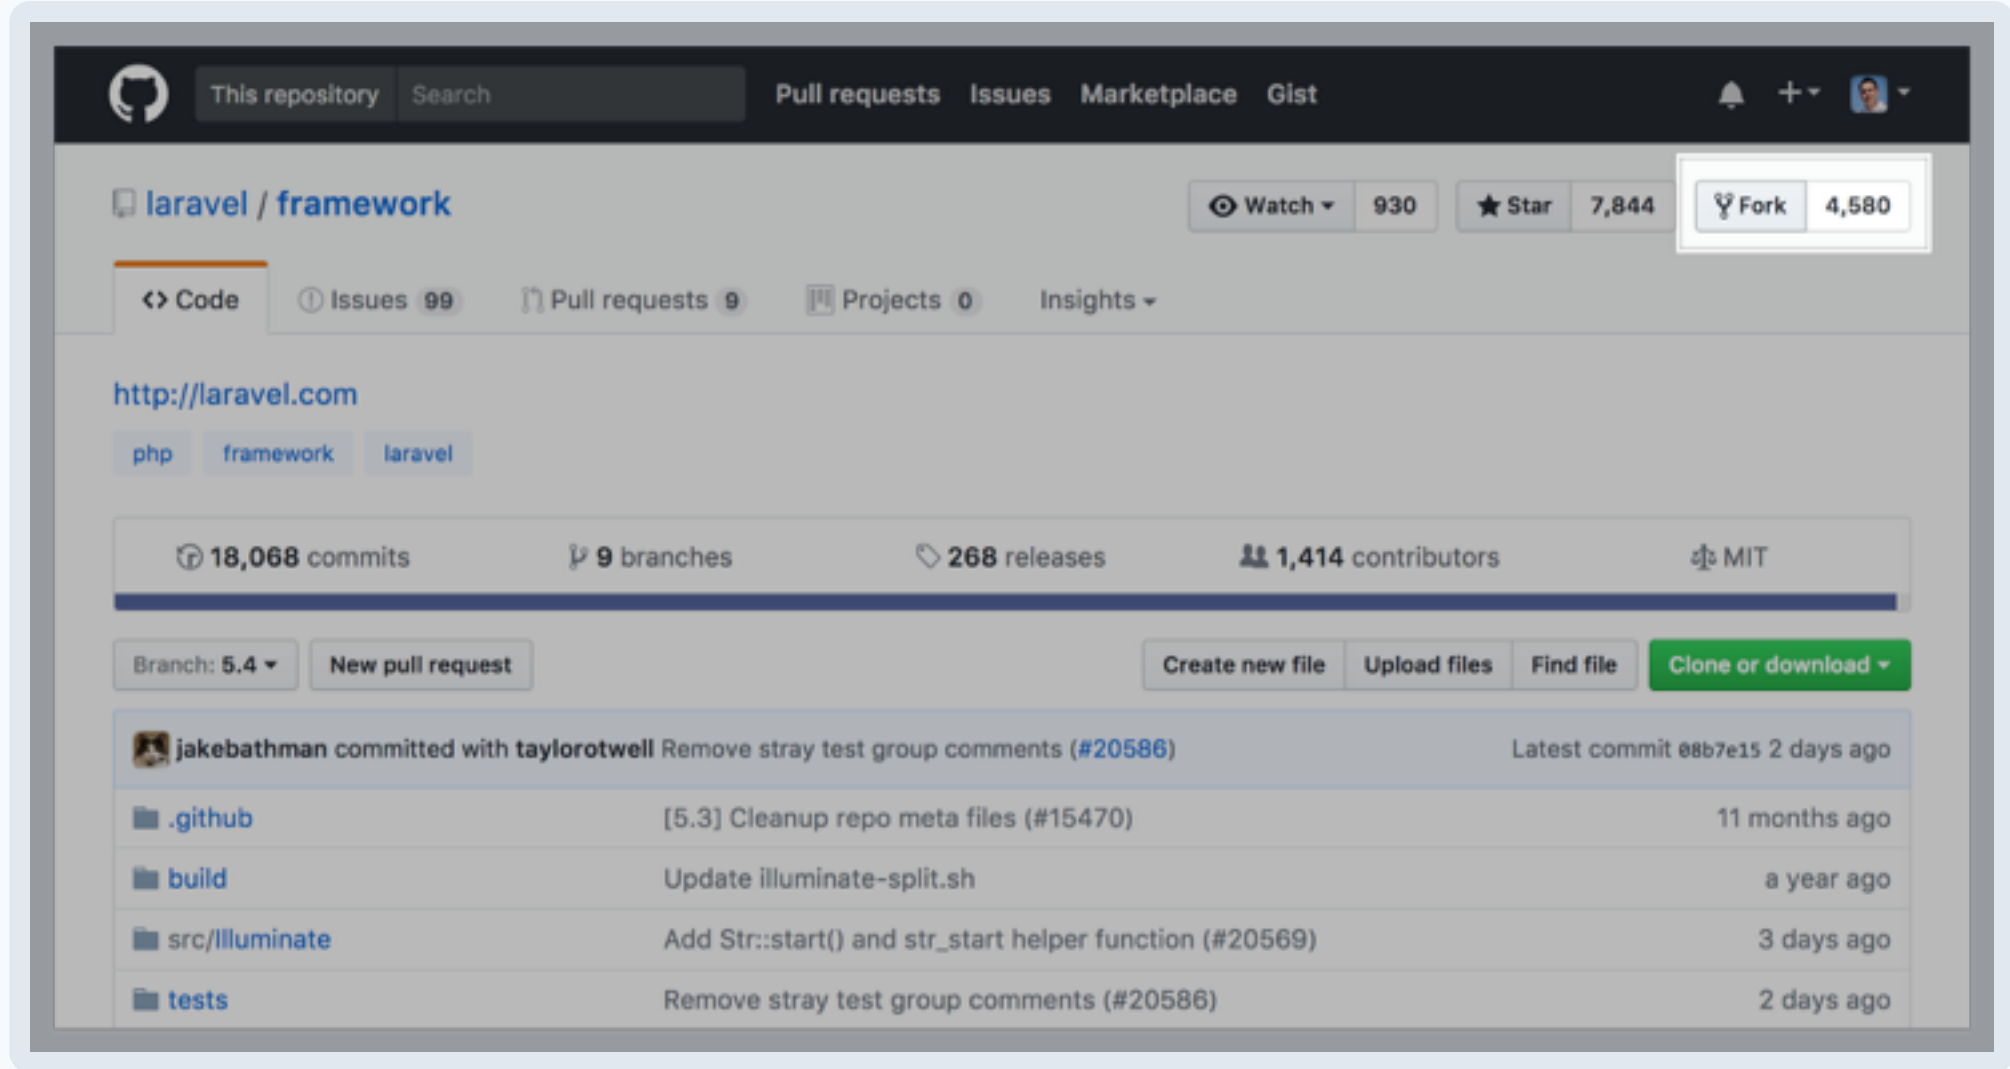 This repository Search Pull requests Issues Marketplace Gist
laravel / framework Watch 930 Star 7,844 Fork 4,580
<> Code Issues 99 Pull requests 9 Projects 0 Insights
http://laravel.com
php framework laravel
18,068 commits 9 branches 268 releases 1,414 contributors MIT
Branch: 5.4 New pull request Create new file Upload files Find file Clone or download
jakebathman committed with taylorotwell Remove stray test group comments (#20586) Latest commit 08b7e15 2 days ago
.github [5.3] Cleanup repo meta files (#15470) 11 months ago
build Update illuminate-split.sh a year ago
src/Illuminate Add Str::start() and str_start helper function (#20569) 3 days ago
tests Remove stray test group comments (#20586) 2 days ago